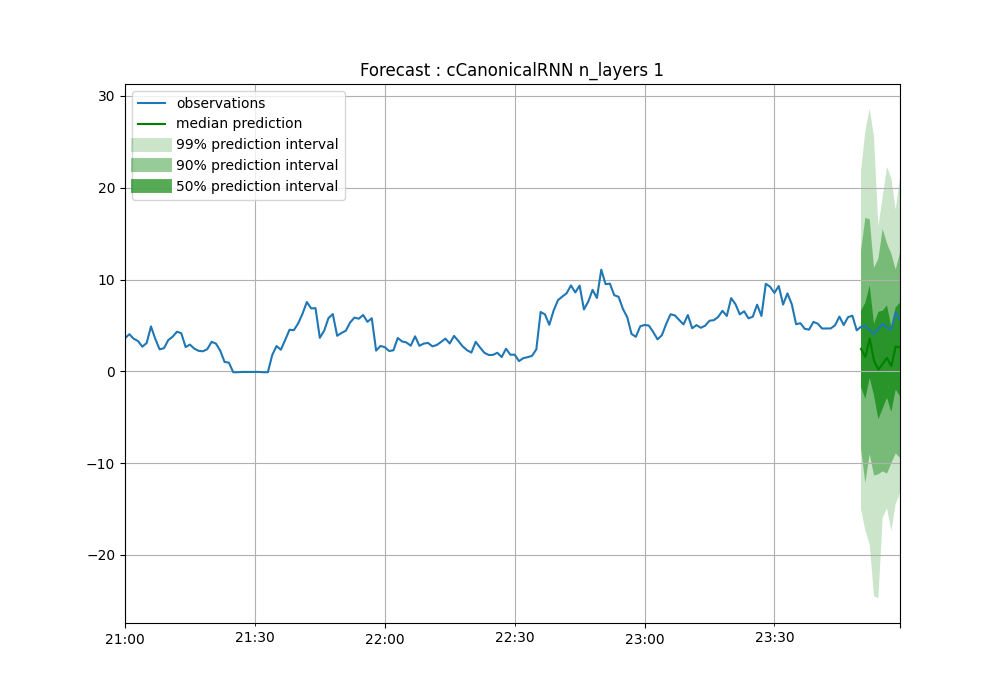 Forecast : cCanonicalRNN n_layers 1
observations
median prediction
99% prediction interval
90% prediction interval
50% prediction interval
30
20
10
0
−10
−20
21:00
21:30
22:00
22:30
23:00
23:30